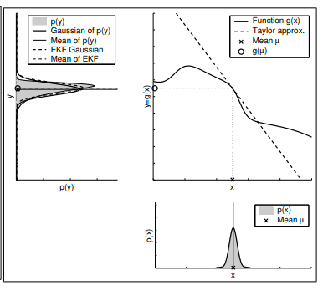 p(y)
Gaussian of p(y)
Mean of p(y)
EKF Gaussian
Mean of EKF
y
p(y)
Function g(x)
Taylor approx.
Mean μ
g(μ)
y=g(x)
x
p(x)
Mean μ
p(x)
x